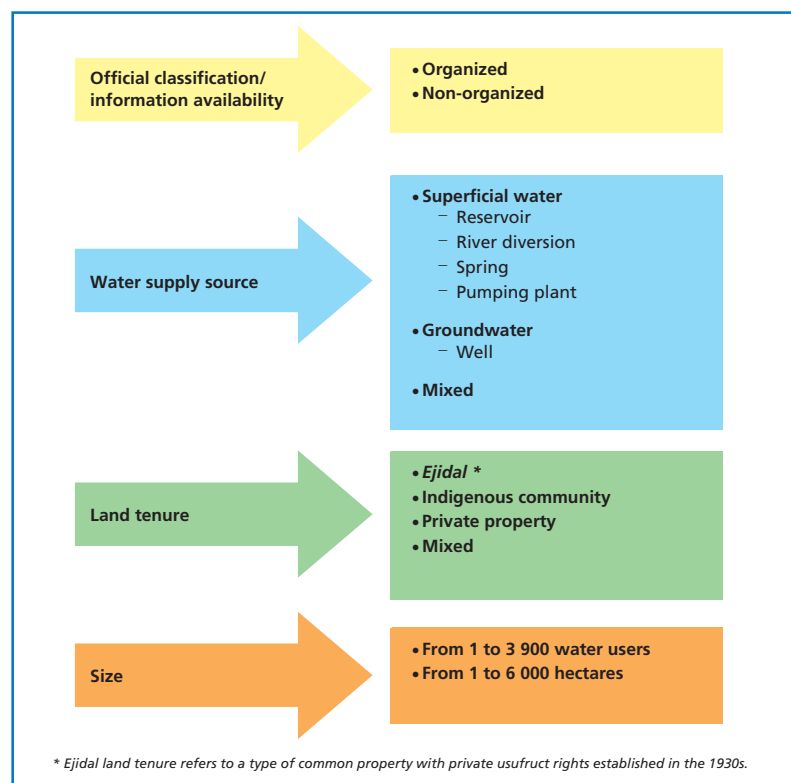 Official classification/
information availability
• Organized
• Non-organized
Water supply source
• Superficial water
– Reservoir
– River diversion
– Spring
– Pumping plant
• Groundwater
– Well
• Mixed
Land tenure
• Ejidal *
• Indigenous community
• Private property
• Mixed
Size
• From 1 to 3 900 water users
• From 1 to 6 000 hectares
* Ejidal land tenure refers to a type of common property with private usufruct rights established in the 1930s.